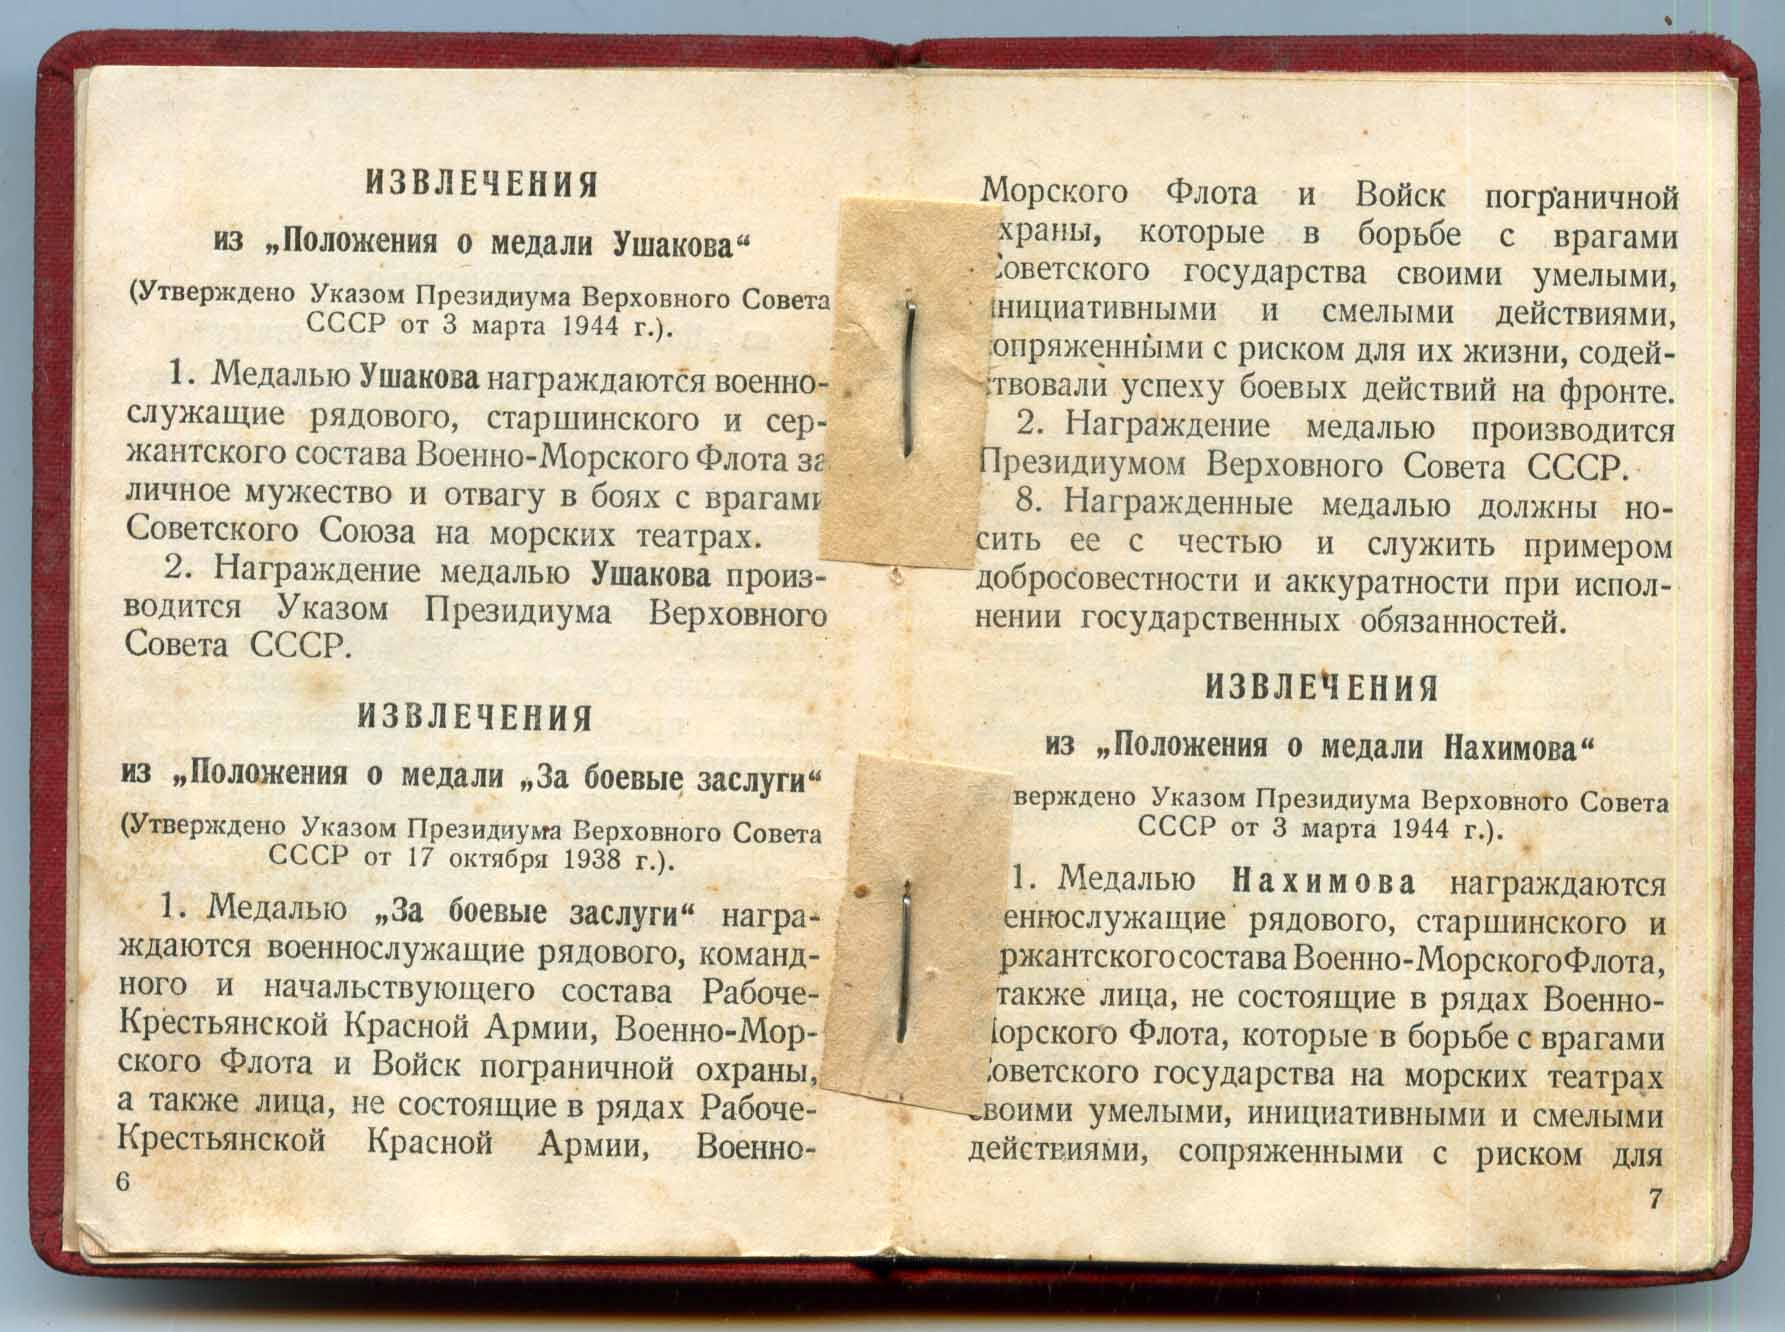 ИЗВЛЕЧЕНИЯ
из „Положения о медали Ушакова“
(Утверждено Указом Президиума Верховного Совета
СССР от 3 марта 1944 г.).
1. Медалью Ушакова награждаются военно-
служащие рядового, старшинского и сер-
жантского состава Военно-Морского Флота за
личное мужество и отвагу в боях с врагами
Советского Союза на морских театрах.
2. Награждение медалью Ушакова произ-
водится Указом Президиума Верховного
Совета СССР.
ИЗВЛЕЧЕНИЯ
из „Положения о медали „За боевые заслуги“
(Утверждено Указом Президиума Верховного Совета
СССР от 17 октября 1938 г.).
1. Медалью „За боевые заслуги“ награ-
ждаются военнослужащие рядового, команд-
ного и начальствующего состава Рабоче-
Крестьянской Красной Армии, Военно-Мор-
ского Флота и Войск пограничной охраны,
а также лица, не состоящие в рядах Рабоче-
Крестьянской Красной Армии, Военно-
6
Морского Флота и Войск пограничной
храны, которые в борьбе с врагами
Советского государства своими умелыми,
инициативными и смелыми действиями,
сопряженными с риском для их жизни, содей-
ствовали успеху боевых действий на фронте.
2. Награждение медалью производится
Президиумом Верховного Совета СССР.
8. Награжденные медалью должны но-
сить ее с честью и служить примером
добросовестности и аккуратности при испол-
нении государственных обязанностей.
ИЗВЛЕЧЕНИЯ
из „Положения о медали Нахимова“
верждено Указом Президиума Верховного Совета
СССР от 3 марта 1944 г.).
1. Медалью Нахимова награждаются
еннослужащие рядового, старшинского и
ржантского состава Военно-Морского Флота,
также лица, не состоящие в рядах Военно-
Морского Флота, которые в борьбе с врагами
Советского государства на морских театрах
своими умелыми, инициативными и смелыми
действиями, сопряженными с риском для
7